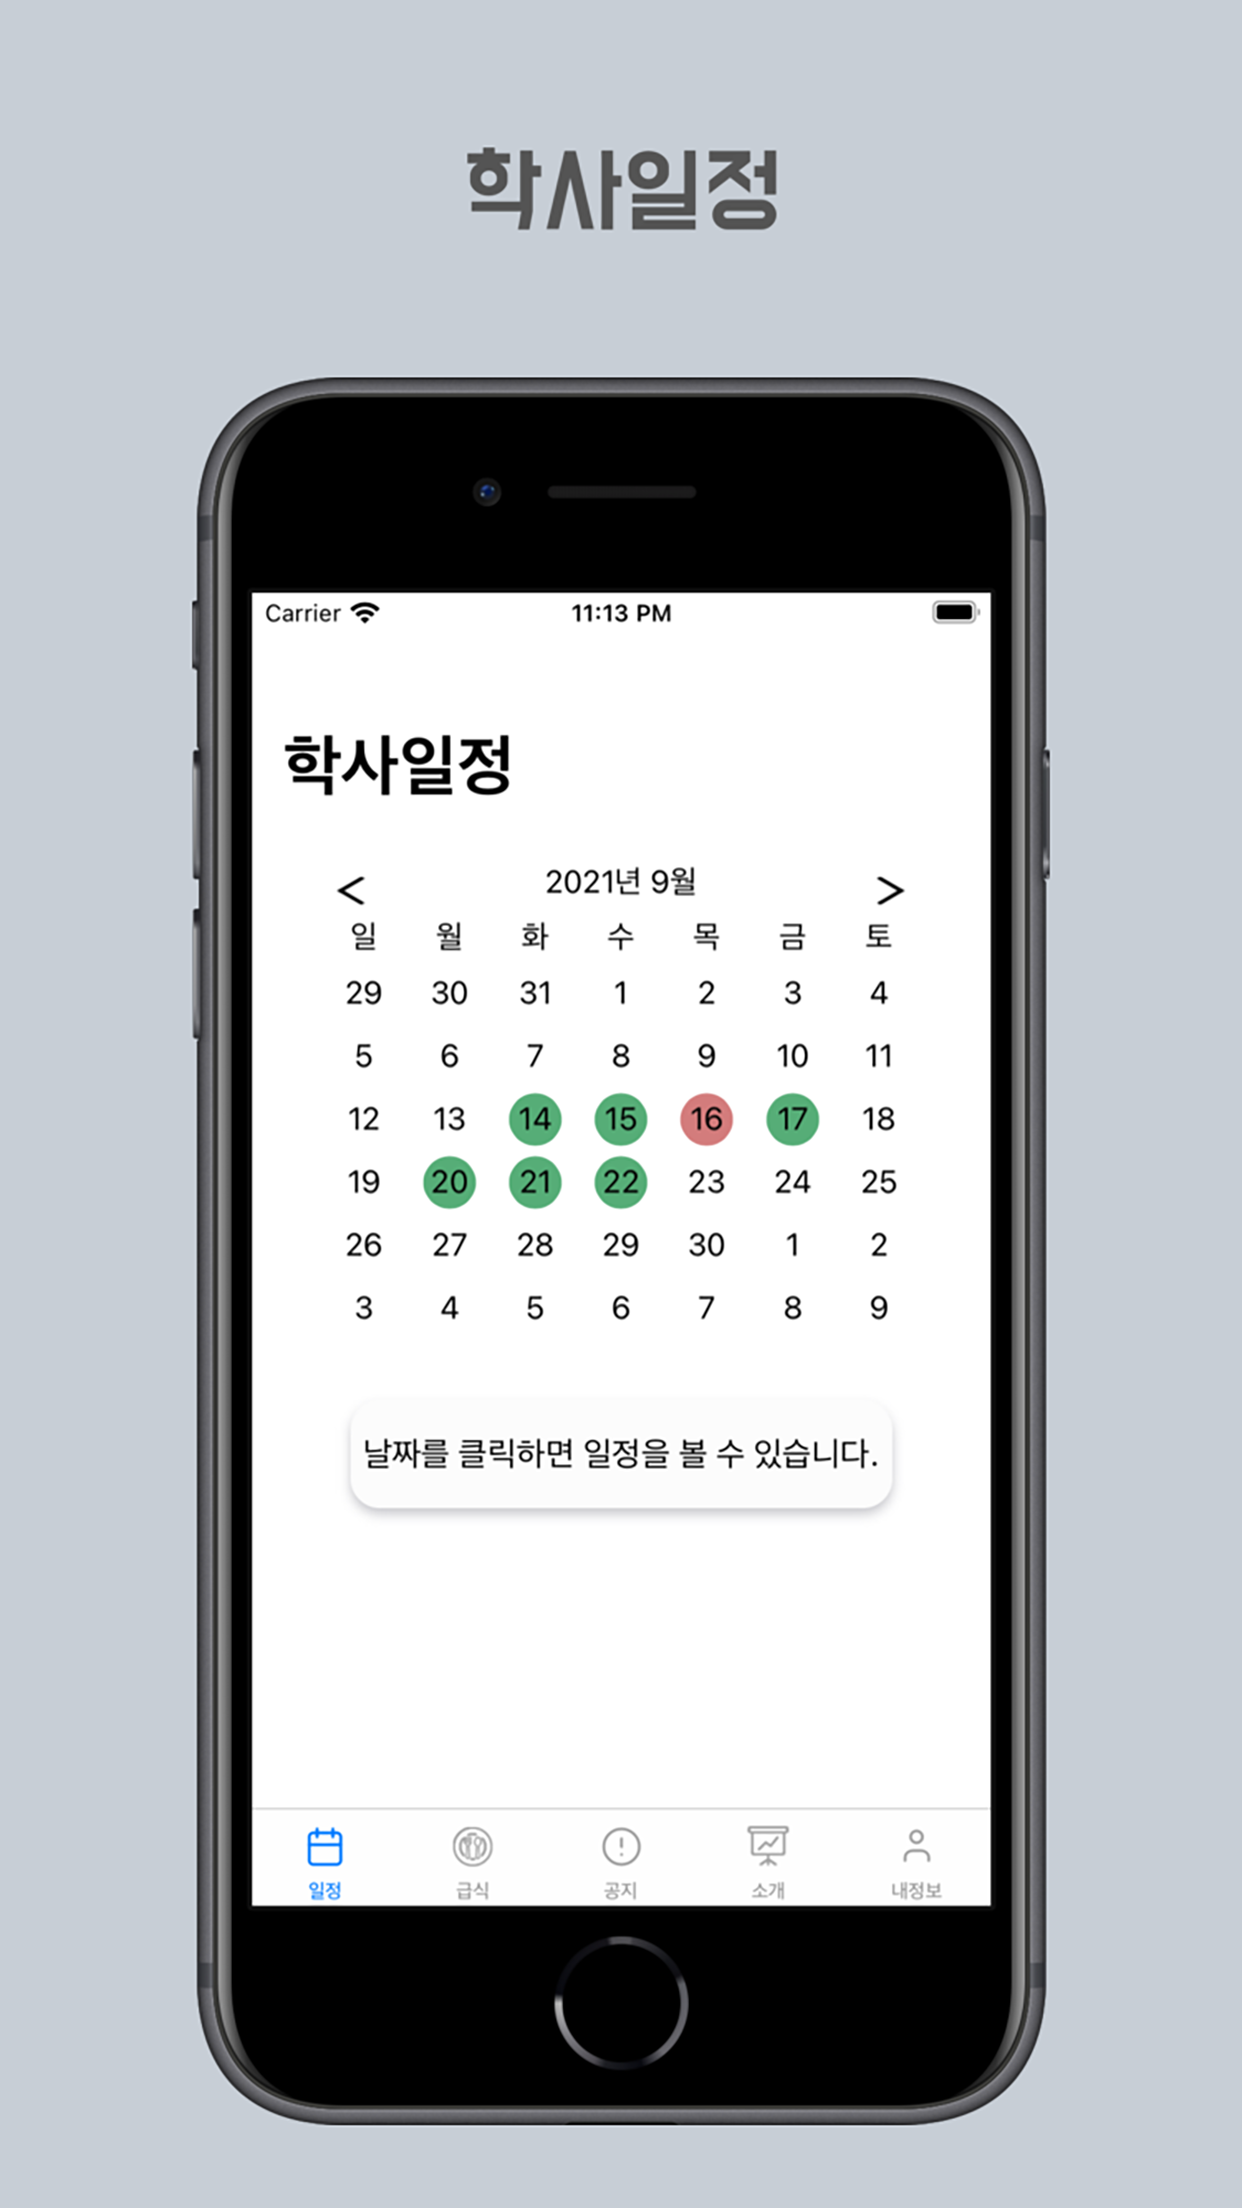 학사일정
Carrier 11:13 PM
학사일정
< 2021년 9월 >
일 월 화 수 목 금 토
29 30 31 1 2 3 4
5 6 7 8 9 10 11
12 13 14 15 16 17 18
19 20 21 22 23 24 25
26 27 28 29 30 1 2
3 4 5 6 7 8 9
날짜를 클릭하면 일정을 볼 수 있습니다.
일정 급식 공지 소개 내정보